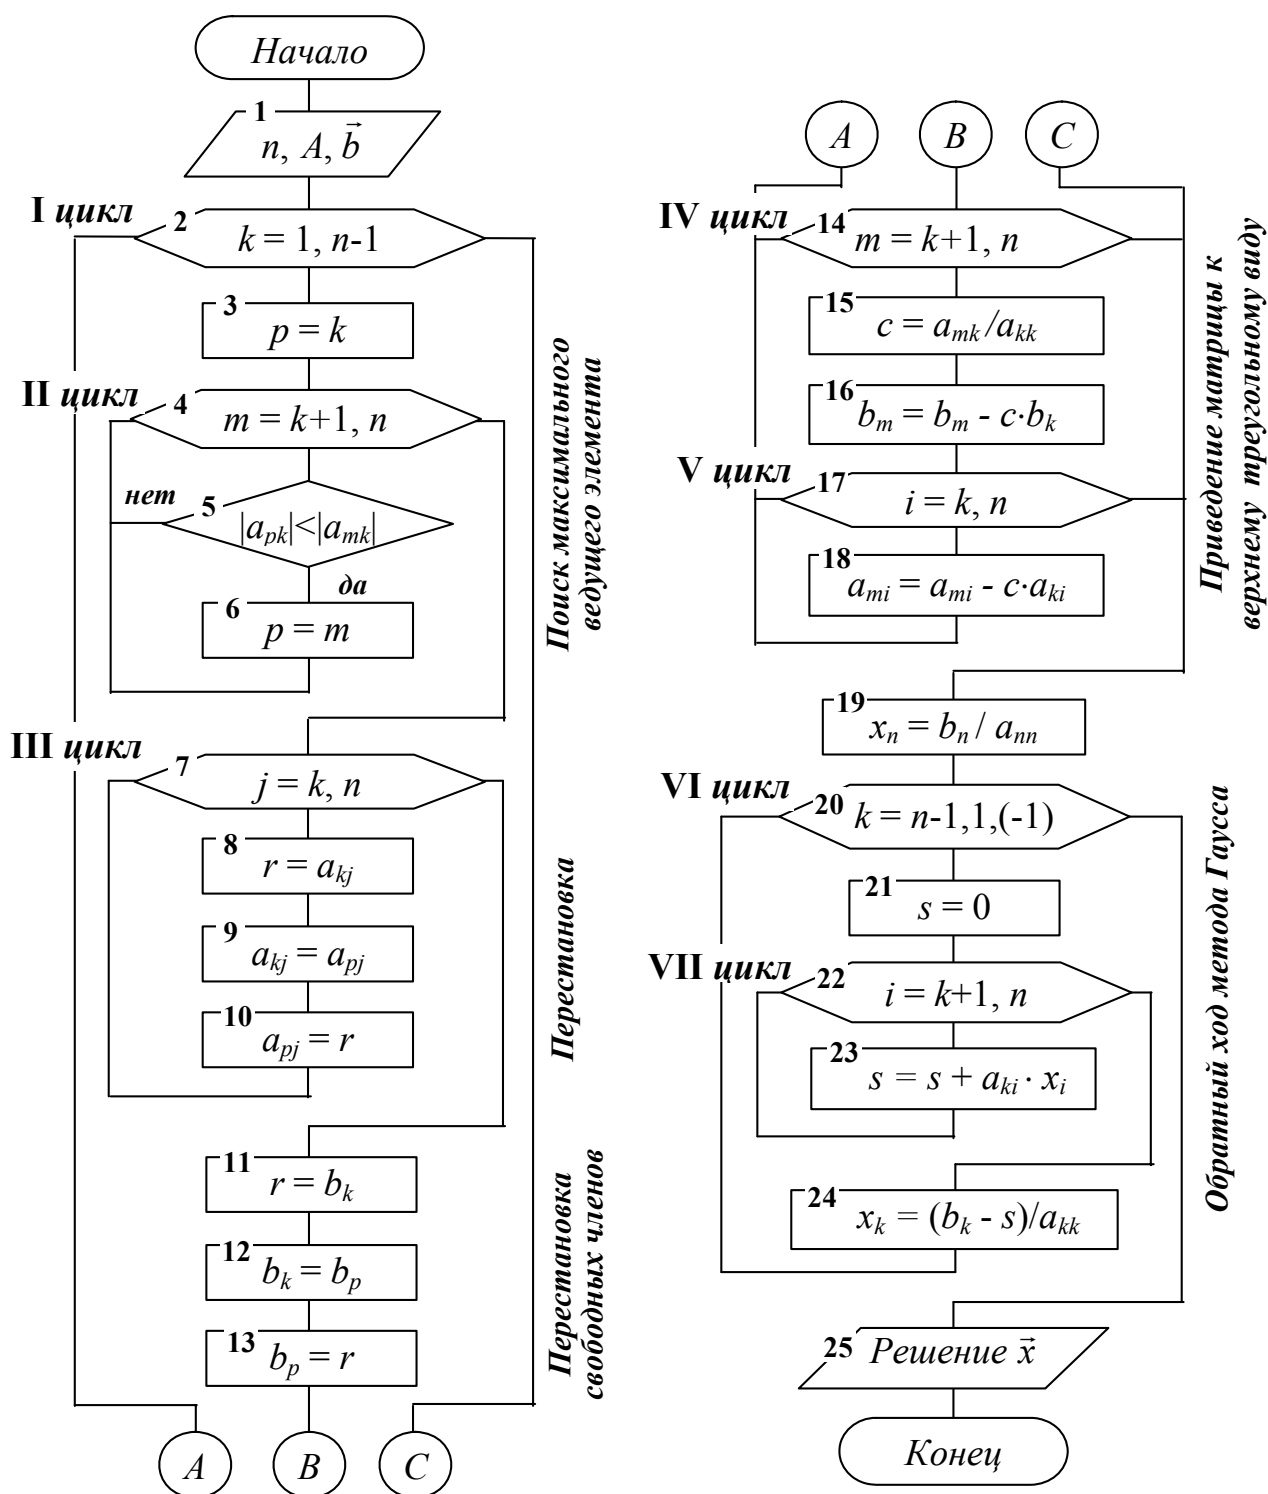 Начало
1
n, A, b⃗
I цикл
2
k = 1, n-1
3
p = k
II цикл
4
m = k+1, n
нет
5
|aₚₖ|<|aₘₖ|
да
6
p = m
Поиск максимального
ведущего элемента
III цикл
7
j = k, n
8
r = a_kj
9
a_kj = a_pj
10
a_pj = r
Перестановка
11
r = b_k
12
b_k = b_p
13
b_p = r
Перестановка
свободных членов
A B C
A B C
IV цикл
14
m = k+1, n
15
c = a_mk/a_kk
16
b_m = b_m - c·b_k
V цикл
17
i = k, n
18
a_mi = a_mi - c·a_ki
Приведение матрицы к
верхнему треугольному виду
19
x_n = b_n / a_nn
VI цикл
20
k = n-1,1,(-1)
21
s = 0
VII цикл
22
i = k+1, n
23
s = s + a_ki · x_i
24
x_k = (b_k - s)/a_kk
Обратный ход метода Гаусса
25
Решение x⃗
Конец